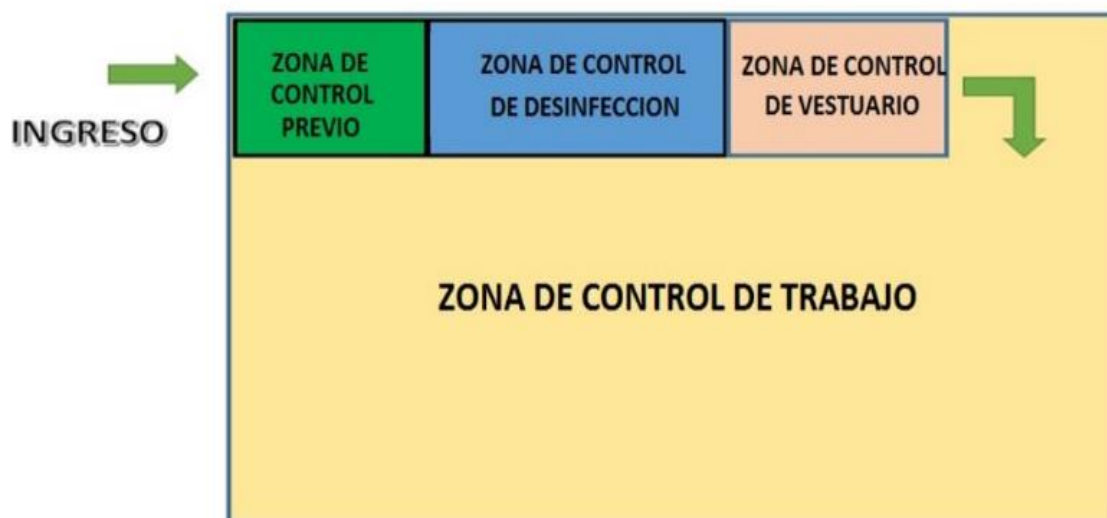 INGRESO
ZONA DE
CONTROL
PREVIO
ZONA DE CONTROL
DE DESINFECCION
ZONA DE CONTROL
DE VESTUARIO
ZONA DE CONTROL DE TRABAJO